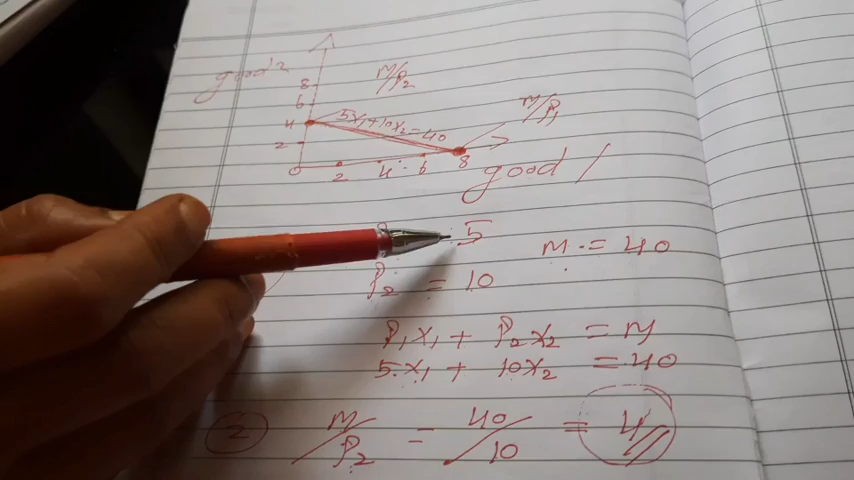 good 2
M/P₂
8
6
4
2
0
5x₁+10x₂=40
M/P₁
2 4 6 8
good 1
5
M = 40
P₂ = 10
P₁x₁ + P₂x₂ = M
5x₁ + 10x₂ = 40
2 M/P₂ = 40/10 = 4